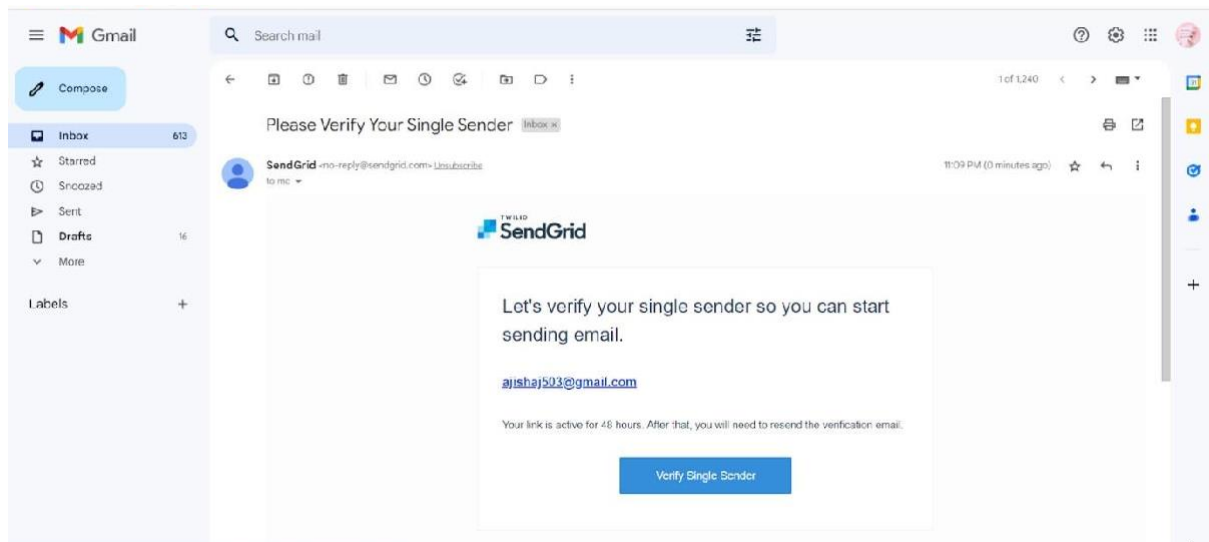 Gmail
Search mail
Compose
1 of 1,240
Inbox 613
Starred
Snoozed
Sent
Drafts 16
More
Labels
Please Verify Your Single Sender Inbox x
SendGrid <no-reply@sendgrid.com> Unsubscribe
11:09 PM (0 minutes ago)
to me
TWILIO
SendGrid
Let's verify your single sender so you can start
sending email.
ajishaj503@gmail.com
Your link is active for 48 hours. After that, you will need to resend the verification email.
Verify Single Sender